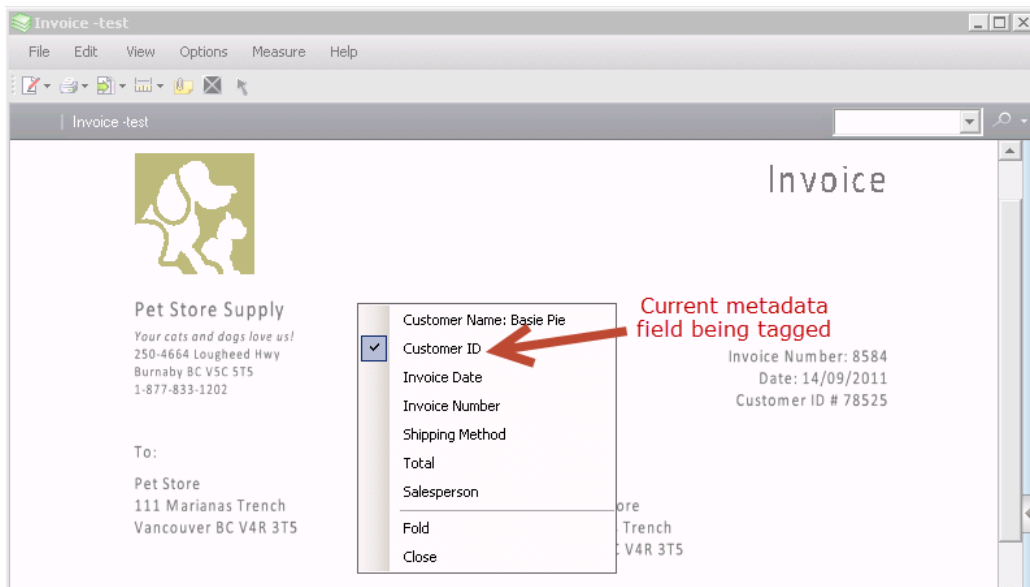 Invoice -test
File Edit View Options Measure Help
Invoice -test
Invoice
Pet Store Supply
Your cats and dogs love us!
250-4664 Lougheed Hwy
Burnaby BC V5C 5T5
1-877-833-1202
Customer Name: Basie Pie
Customer ID
Invoice Date
Invoice Number
Shipping Method
Total
Salesperson
Fold
Close
Current metadata
field being tagged
Invoice Number: 8584
Date: 14/09/2011
Customer ID # 78525
To:
Pet Store
111 Marianas Trench
Vancouver BC V4R 3T5
ore
Trench
V4R 3T5